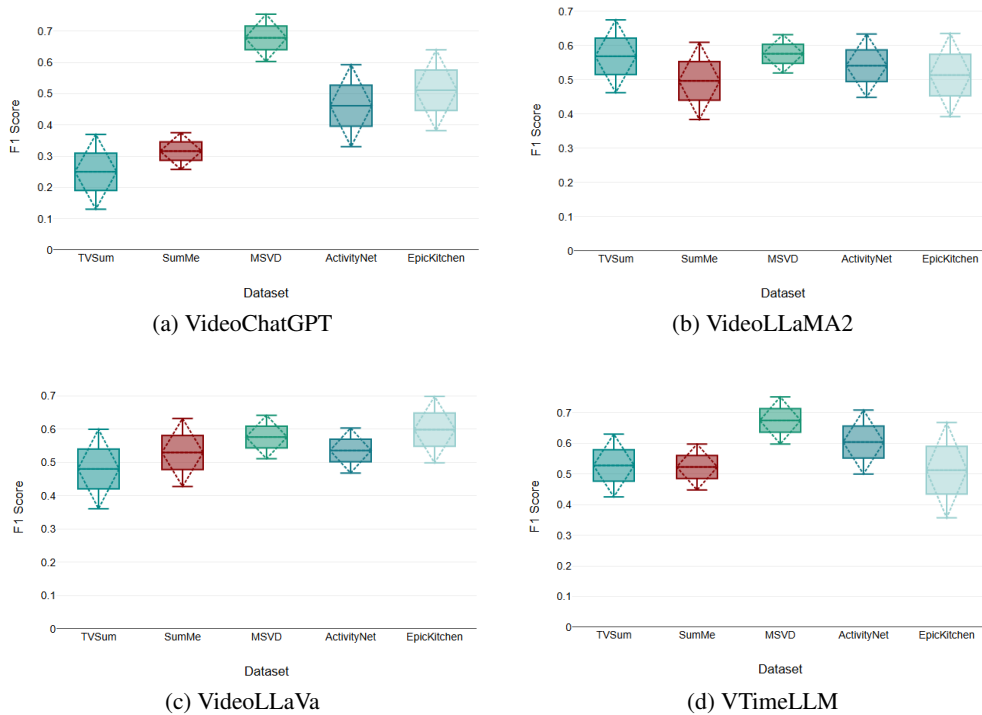 0.7
0.6
0.5
0.4
0.3
0.2
0.1
0
F1 Score
TVSum SumMe MSVD ActivityNet EpicKitchen
Dataset
(a) VideoChatGPT
0.7
0.6
0.5
0.4
0.3
0.2
0.1
0
F1 Score
TVSum SumMe MSVD ActivityNet EpicKitchen
Dataset
(b) VideoLLaMA2
0.7
0.6
0.5
0.4
0.3
0.2
0.1
0
F1 Score
TVSum SumMe MSVD ActivityNet EpicKitchen
Dataset
(c) VideoLLaVa
0.7
0.6
0.5
0.4
0.3
0.2
0.1
0
F1 Score
TVSum SumMe MSVD ActivityNet EpicKitchen
Dataset
(d) VTimeLLM